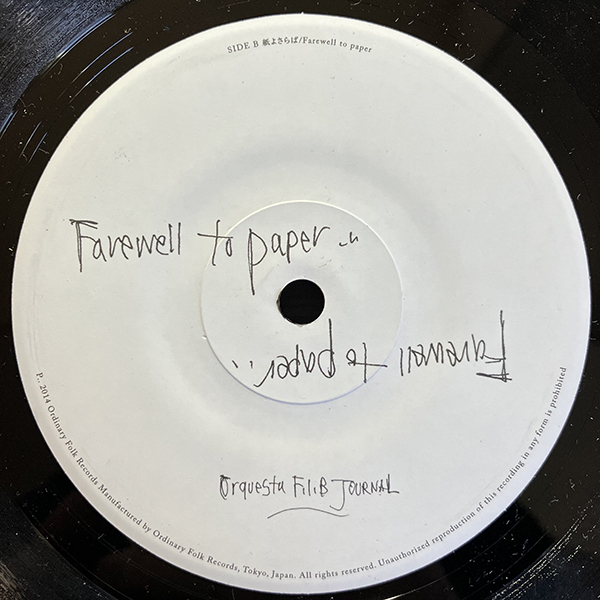 SIDE B 紙よさらば/Farewell to paper
Farewell to paper...
Farewell to paper...
Orquesta FiliB JOURNAL
P.. 2014 Ordinary Folk Records Manufactured by Ordinary Folk Records, Tokyo, Japan. All rights reserved. Unauthorized reproduction of this recording in any form is prohibited